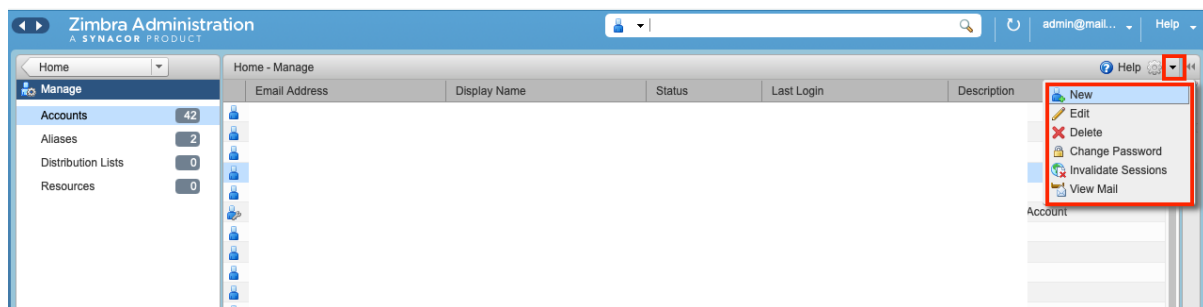 Zimbra Administration
A SYNACOR PRODUCT
admin@mail...
Help
Home
Home - Manage
Help
Manage
Email Address
Display Name
Status
Last Login
Description
Accounts
42
Aliases
2
Distribution Lists
0
Resources
0
New
Edit
Delete
Change Password
Invalidate Sessions
View Mail
Account